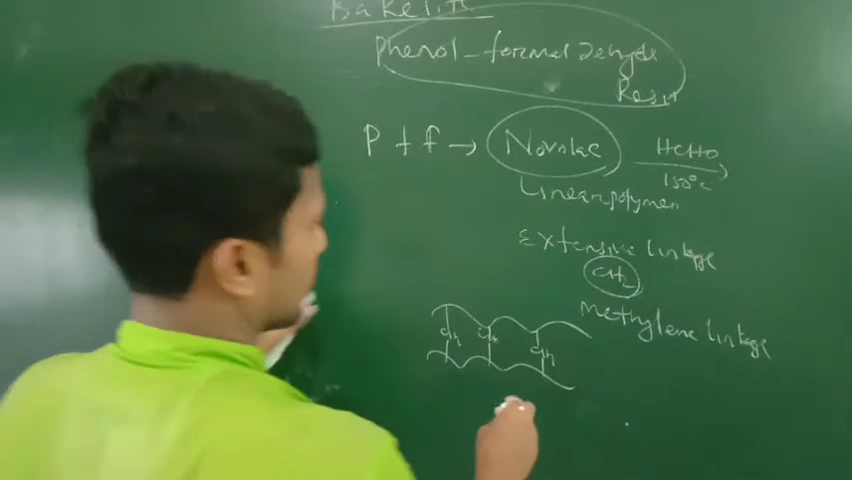 Bakelite
Phenol-formaldehyde
Resin
P + f → Novolac HCHO
150°c
Linear polymer
Extensive linkage
CH2
Methylene linkage
CH2 CH2 CH2